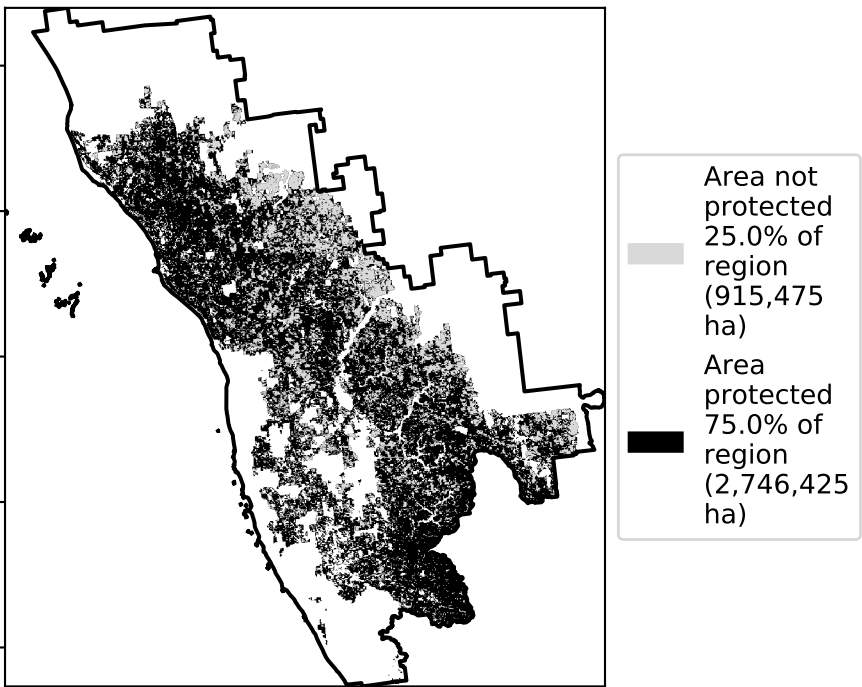 Area not
protected
25.0% of
region
(915,475
ha)
Area
protected
75.0% of
region
(2,746,425
ha)